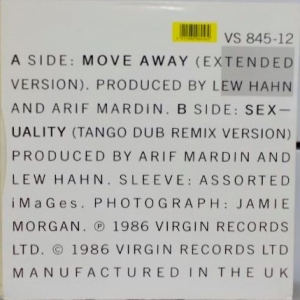 VS 845-12
A SIDE: MOVE AWAY (EXTENDED
VERSION). PRODUCED BY LEW HAHN
AND ARIF MARDIN. B SIDE: SEX-
UALITY (TANGO DUB REMIX VERSION)
PRODUCED BY ARIF MARDIN AND
LEW HAHN. SLEEVE: ASSORTED
iMaGes. PHOTOGRAPH: JAMIE
MORGAN. ℗ 1986 VIRGIN RECORDS
LTD. © 1986 VIRGIN RECORDS LTD
MANUFACTURED IN THE UK